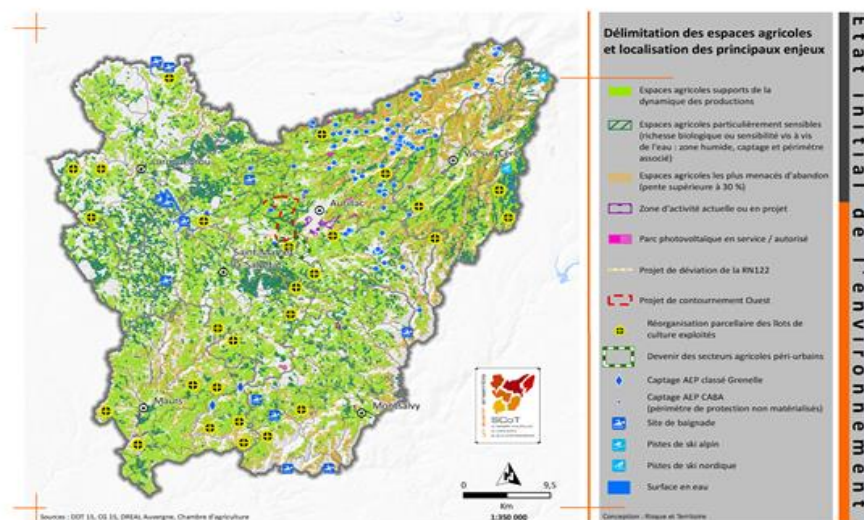 Délimitation des espaces agricoles
et localisation des principaux enjeux
Espaces agricoles supports de la
dynamique des productions
Espaces agricoles particulièrement sensibles
(richesse biologique ou sensibilité vis à vis
de l'eau : zone humide, captage et périmètre
associé)
Espaces agricoles les plus menacés d'abandon
(pente supérieure à 30 %)
Zone d'activité actuelle ou en projet
Parc photovoltaïque en service / autorisé
Projet de déviation de la RN122
Projet de contournement Ouest
Réorganisation parcellaire des îlots de
culture exploités
Devenir des secteurs agricoles péri-urbains
Captage AEP classé Grenelle
Captage AEP CABA
(périmètre de protection non matérialisés)
Site de baignade
Pistes de ski alpin
Pistes de ski nordique
Surface en eau
Conception : Risque et Territoire
Etat initial de l'environnement
Vic-sur-Cère
Aurillac
Maurs
Montsalvy
SCoT
0
9,5
Km
1:350 000
Sources : DDT 15, CG 15, DREAL Auvergne, Chambre d'agriculture